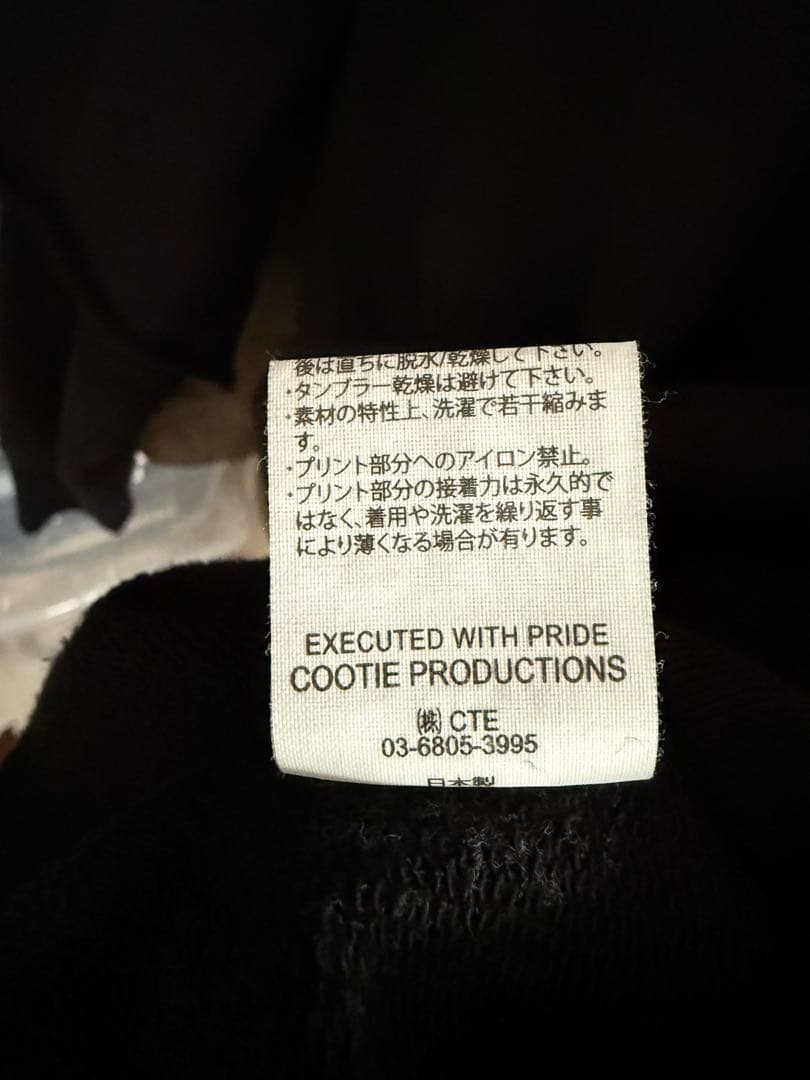 後は直ちに脱水/乾燥して下さい。
・タンブラー乾燥は避けて下さい。
・素材の特性上、洗濯で若干縮みま
す。
・プリント部分へのアイロン禁止。
・プリント部分の接着力は永久的で
はなく、着用や洗濯を繰り返す事
により薄くなる場合が有ります。
EXECUTED WITH PRIDE
COOTIE PRODUCTIONS
㈱ CTE
03-6805-3995
日本製